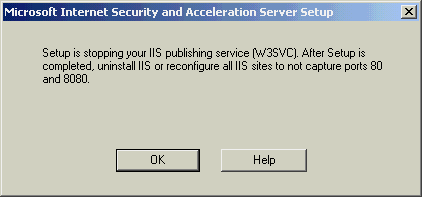 Microsoft Internet Security and Acceleration Server Setup
Setup is stopping your IIS publishing service (W3SVC). After Setup is
completed, uninstall IIS or reconfigure all IIS sites to not capture ports 80
and 8080.
OK
Help